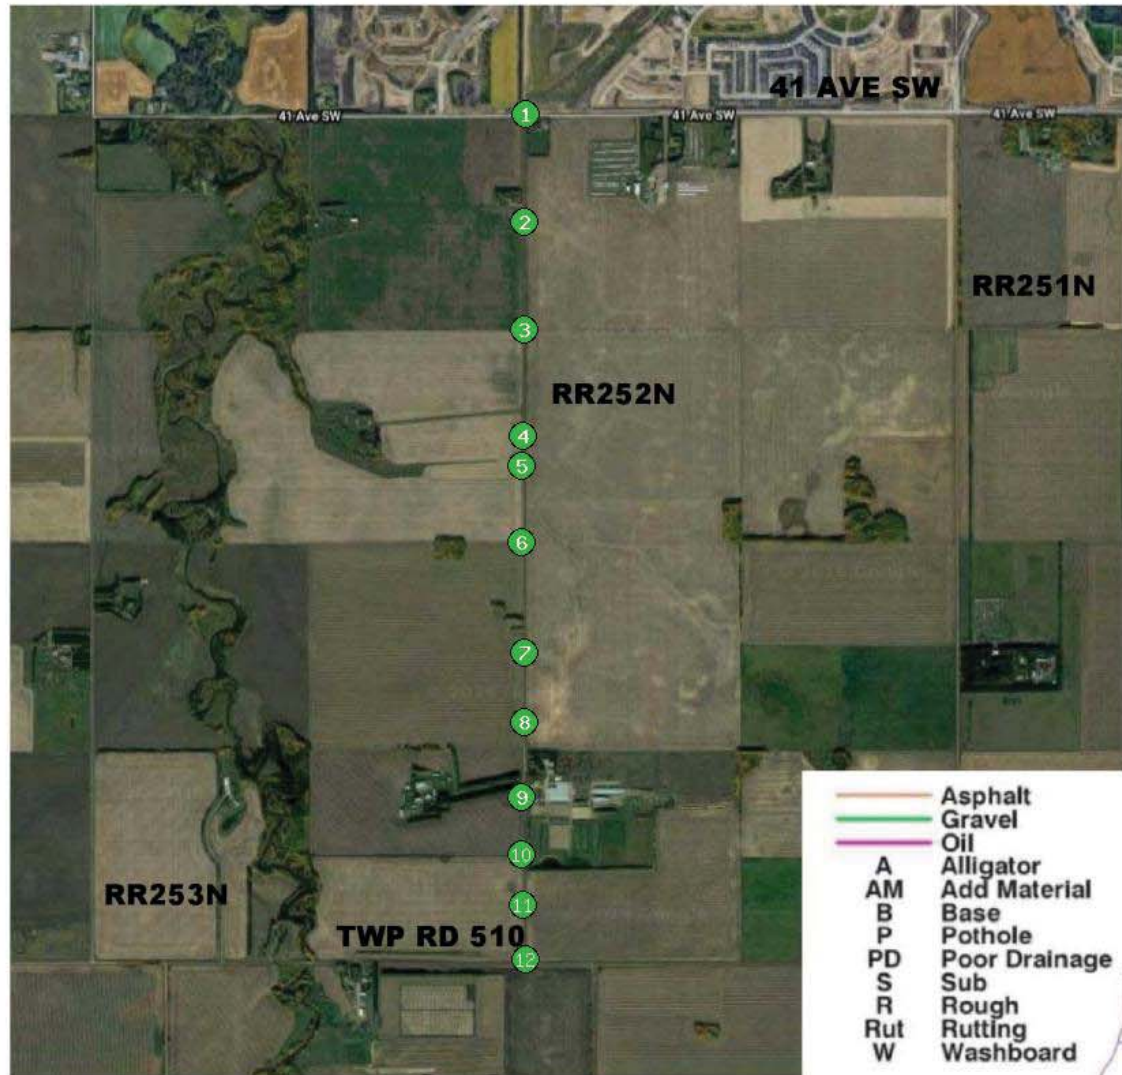 41 AVE SW
41 Ave SW
1
41 Ave SW
41 Ave SW
2
RR251N
3
RR252N
4
5
6
7
8
9
10
RR253N
11
TWP RD 510
12
Asphalt
Gravel
Oil
A Alligator
AM Add Material
B Base
P Pothole
PD Poor Drainage
S Sub
R Rough
Rut Rutting
W Washboard